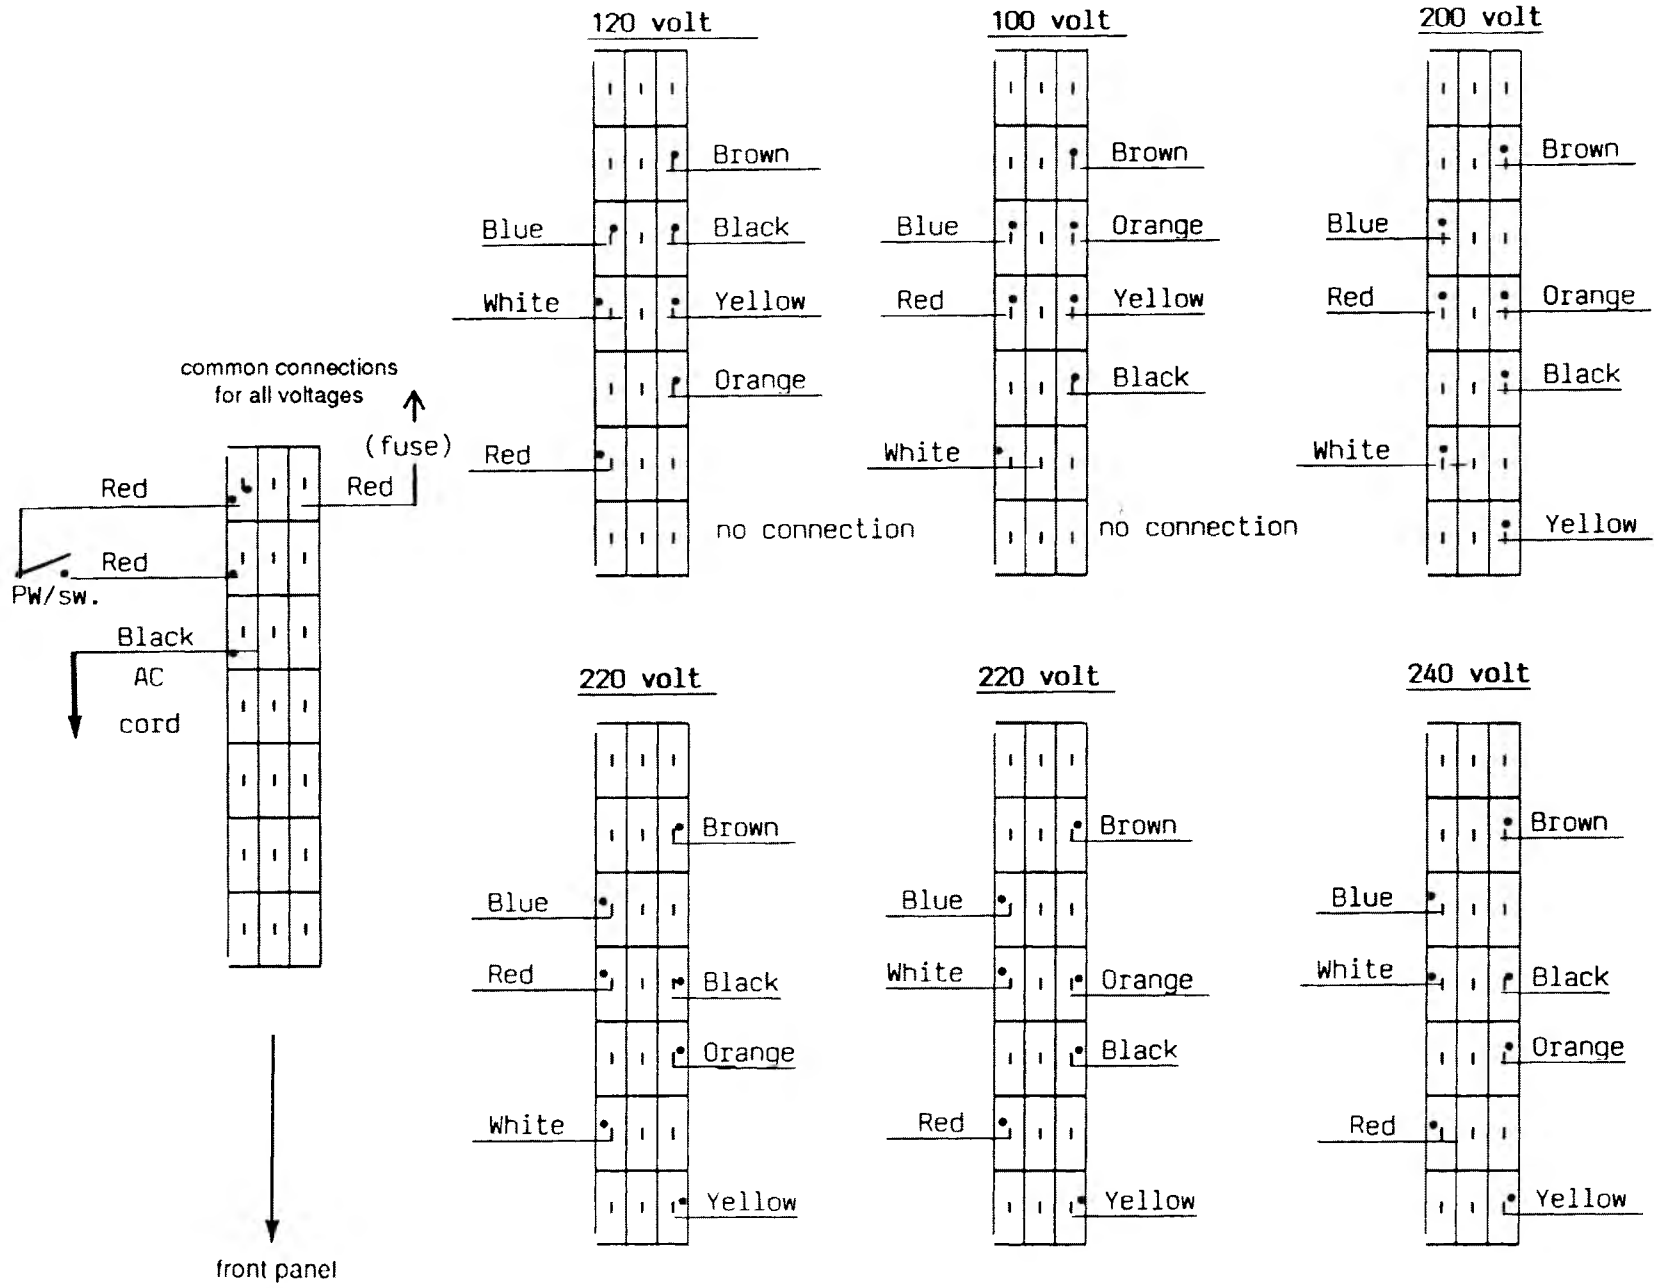 120 volt
100 volt
200 volt
Brown
Blue
Black
White
Yellow
Orange
Red
no connection
Brown
Blue
Orange
Red
Yellow
Black
White
no connection
Brown
Blue
Red
Orange
Black
White
Yellow
common connections
for all voltages
(fuse)
Red
Red
Red
PW/sw.
Black
AC
cord
front panel
220 volt
220 volt
240 volt
Brown
Blue
Red
Black
Orange
White
Yellow
Brown
Blue
White
Orange
Black
Red
Yellow
Brown
Blue
White
Black
Orange
Red
Yellow